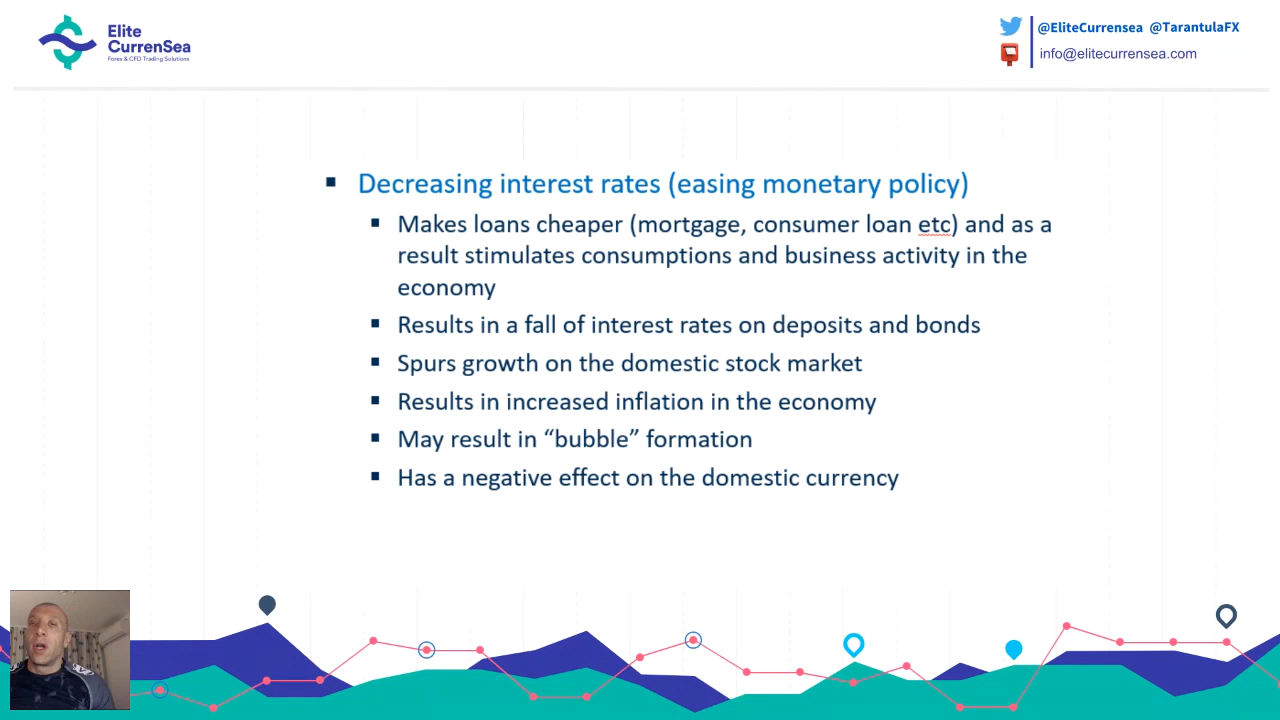 Elite
CurrenSea
Forex & CFD Trading Solutions
@EliteCurrensea @TarantulaFX
info@elitecurrensea.com
Decreasing interest rates (easing monetary policy)
Makes loans cheaper (mortgage, consumer loan etc) and as a
result stimulates consumptions and business activity in the
economy
Results in a fall of interest rates on deposits and bonds
Spurs growth on the domestic stock market
Results in increased inflation in the economy
May result in “bubble” formation
Has a negative effect on the domestic currency